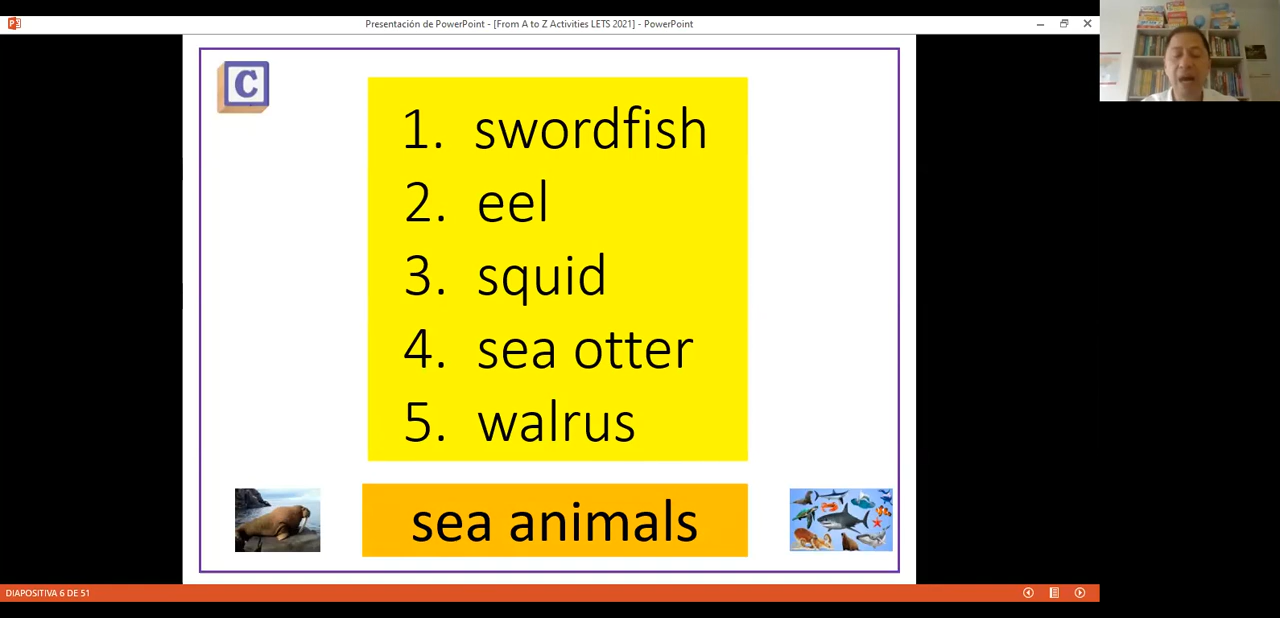 Presentación de PowerPoint - [From A to Z Activities LETS 2021] - PowerPoint
C
1. swordfish
2. eel
3. squid
4. sea otter
5. walrus
sea animals
DIAPOSITIVA 6 DE 51